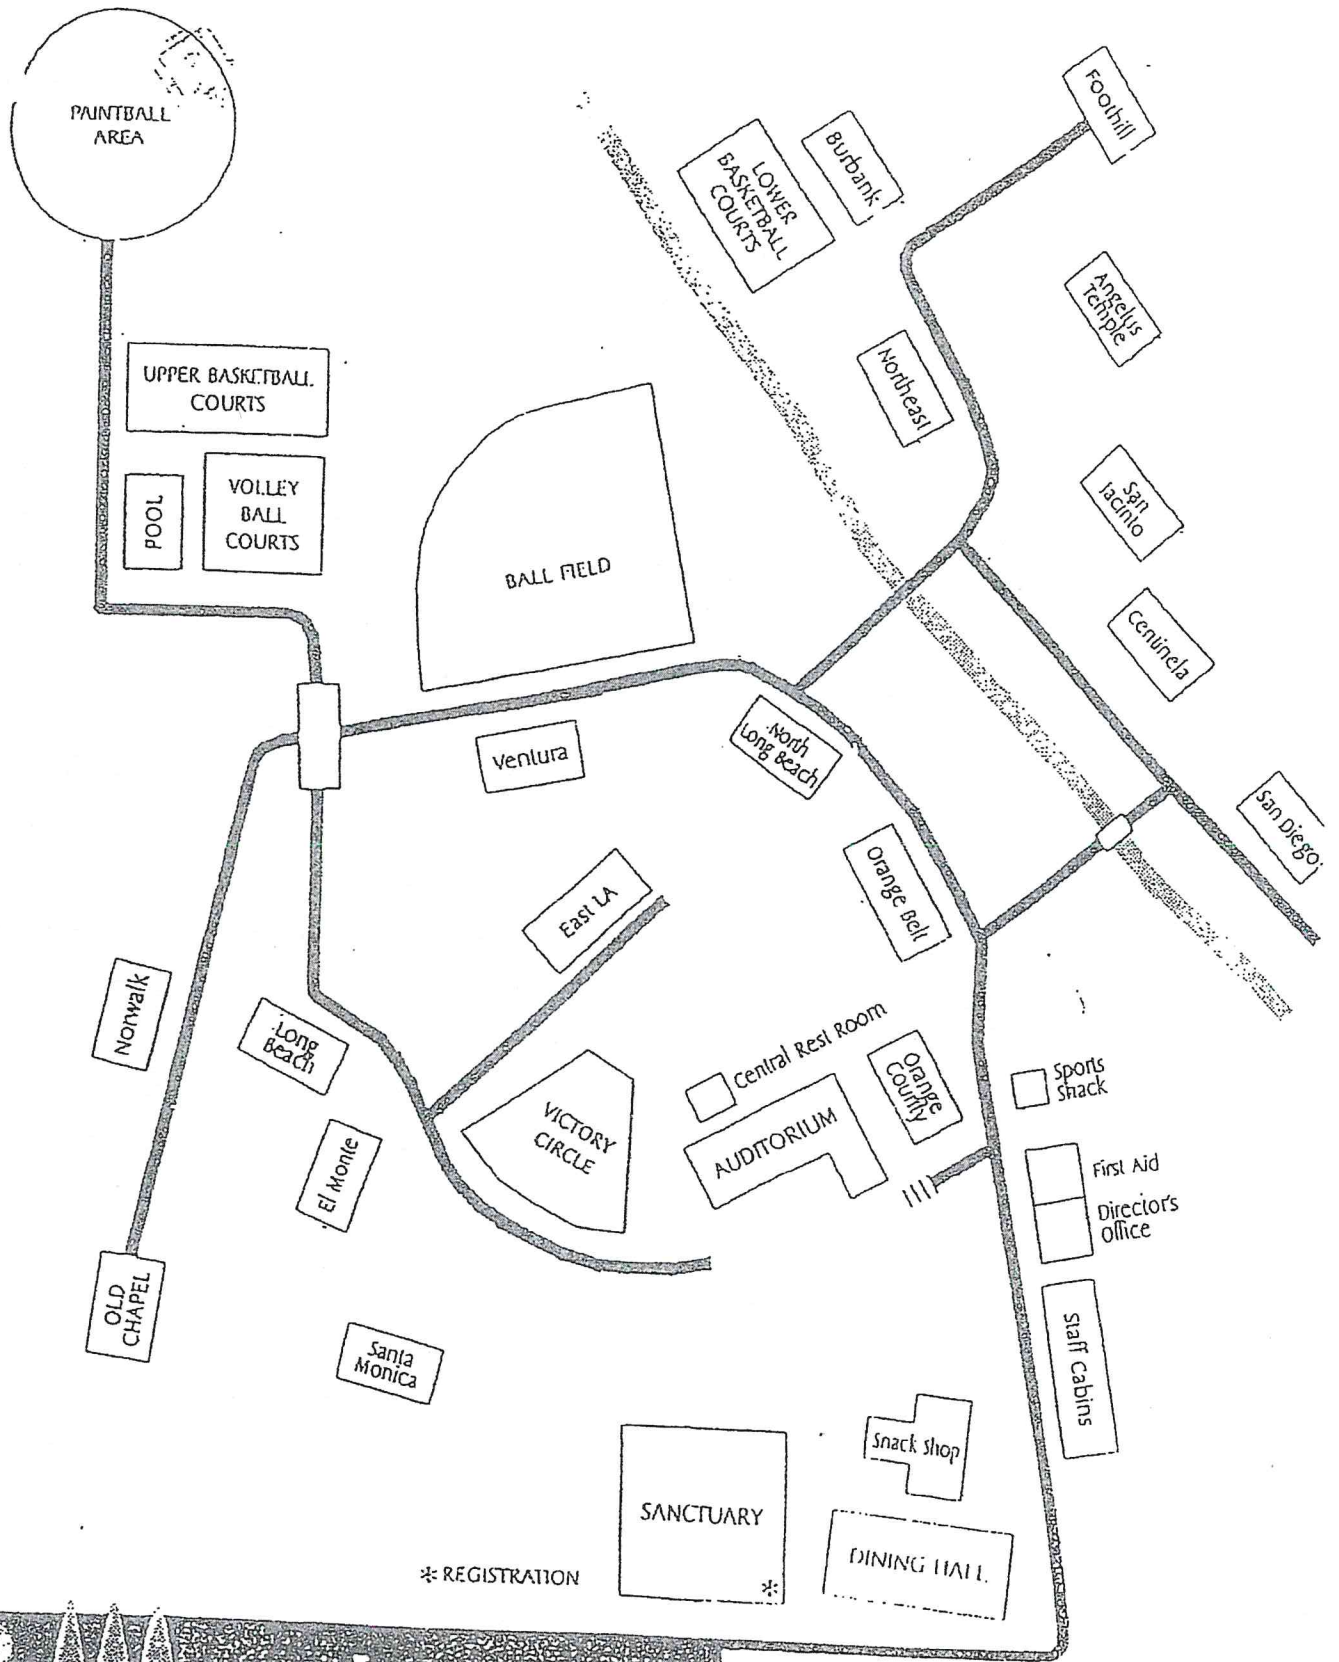 PAINTBALL
AREA
Foothill
Burbank
LOWER
BASKETBALL
COURTS
Angelus
Temple
UPPER BASKETBALL
COURTS
Northeast
POOL
VOLLEY
BALL
COURTS
San
Jacinto
BALL FIELD
Centinela
Ventura
North
Long Beach
San Diego
East LA
Orange Belt
Norwalk
Long
Beach
Central Rest Room
Orange
County
Sports
Shack
VICTORY
CIRCLE
AUDITORIUM
El Monte
First Aid
Director's
Office
OLD
CHAPEL
Santa
Monica
Staff Cabins
Snack Shop
SANCTUARY
*
DINING HALL
* REGISTRATION